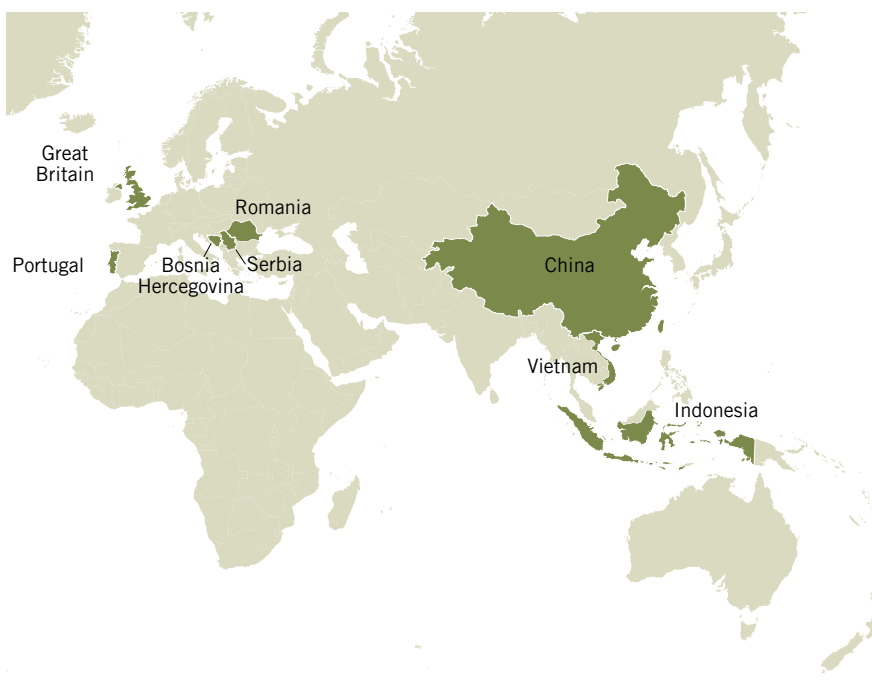 Great
Britain
Romania
Portugal
Bosnia
Hercegovina
Serbia
China
Vietnam
Indonesia